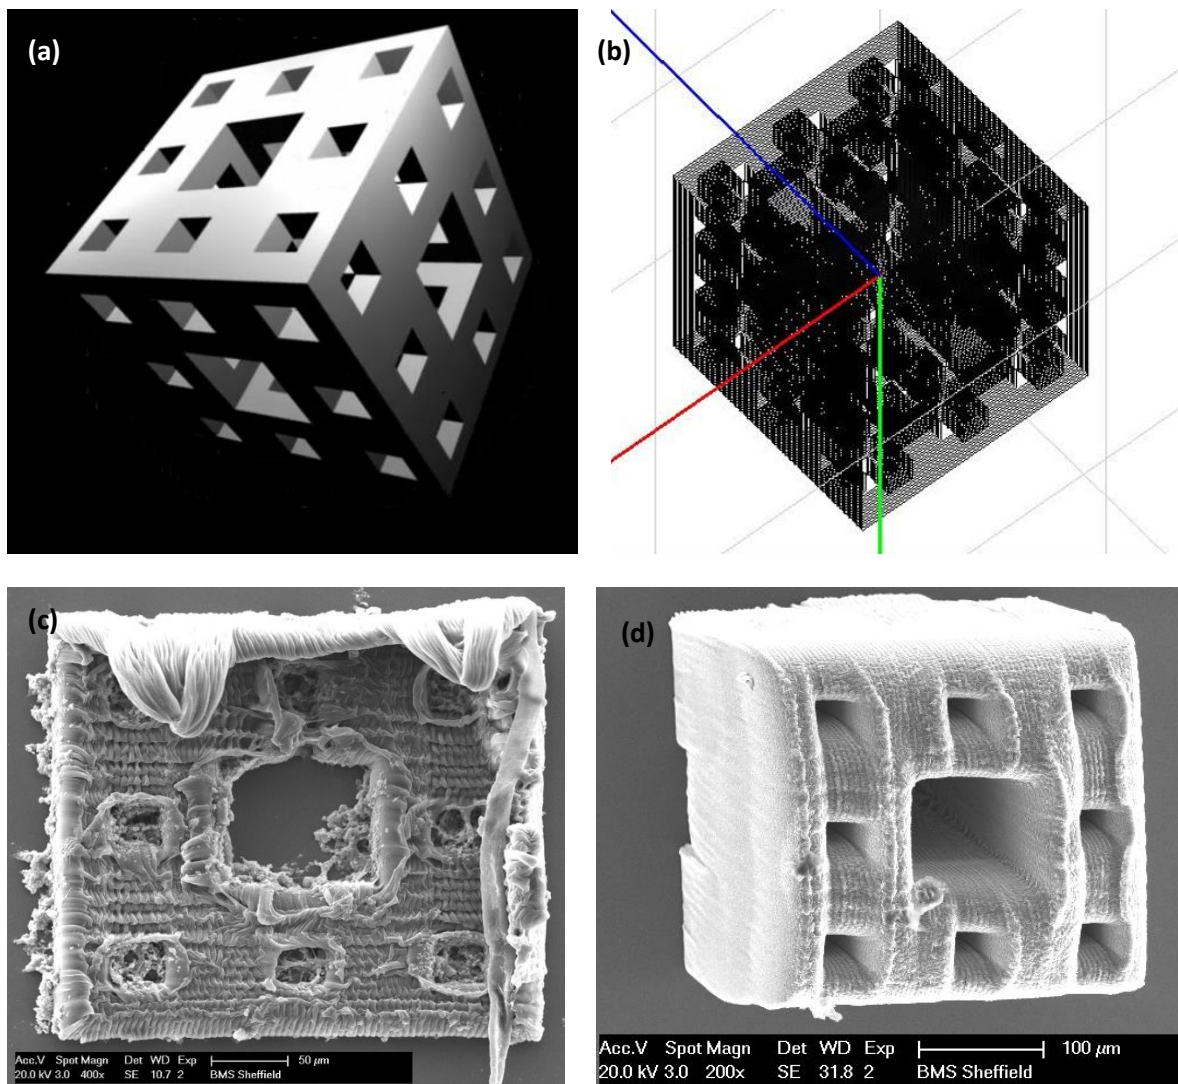 (a)
(b)
(c)
(d)
Acc.V Spot Magn Det WD Exp 50 µm
20.0 kV 3.0 400x SE 10.7 2 BMS Sheffield
Acc.V Spot Magn Det WD Exp 100 µm
20.0 kV 3.0 200x SE 31.8 2 BMS Sheffield